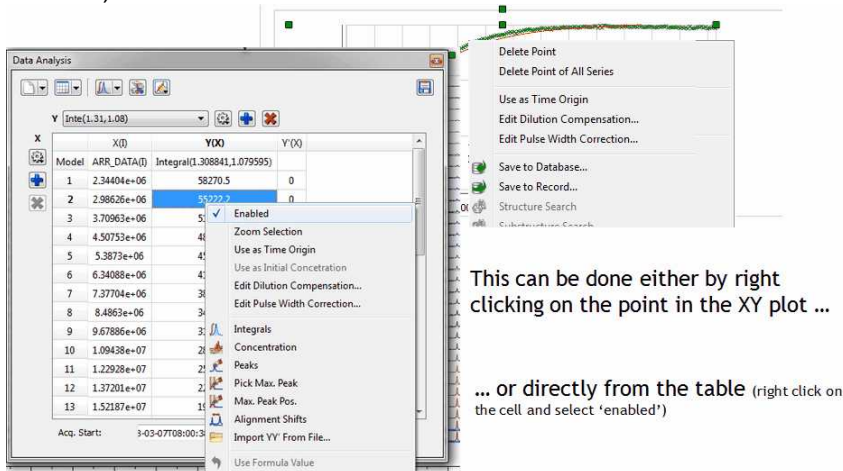 Data Analysis
Y Inte(1.31,1.08)
X
X(I) Y(X) Y'(X)
Model ARR_DATA(I) Integral(1.308841,1.079595)
1 2.34404e+06 58270.5 0
2 2.98626e+06 55222.2 0
3 3.70963e+06
4 4.50753e+06
5 5.3873e+06
6 6.34088e+06
7 7.37704e+06
8 8.4863e+06
9 9.67886e+06
10 1.09438e+07
11 1.22928e+07
12 1.37201e+07
13 1.52187e+07
Acq. Start: 3-03-07T08:00:38
Enabled
Zoom Selection
Use as Time Origin
Use as Initial Concetration
Edit Dilution Compensation...
Edit Pulse Width Correction...
Integrals
Concentration
Peaks
Pick Max. Peak
Max. Peak Pos.
Alignment Shifts
Import YY' From File...
Use Formula Value
Delete Point
Delete Point of All Series
Use as Time Origin
Edit Dilution Compensation...
Edit Pulse Width Correction...
Save to Database...
Save to Record...
Structure Search
Substructure Search
This can be done either by right
clicking on the point in the XY plot ...
... or directly from the table (right click on
the cell and select ‘enabled’)